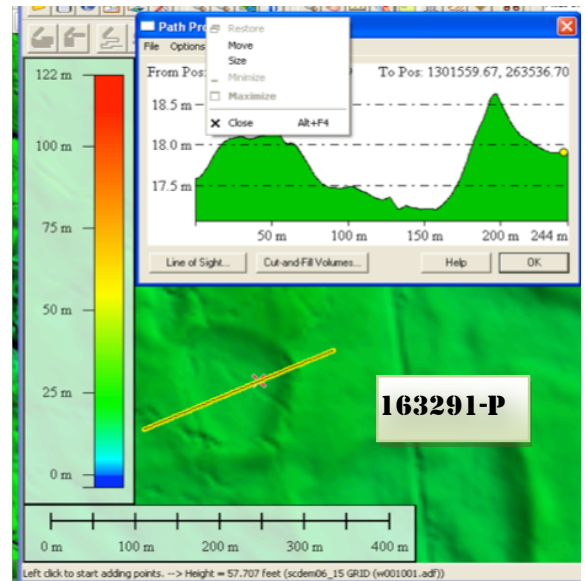 Path Pro
File Options
Restore
Move
Size
Minimize
Maximize
Close Alt+F4
From Pos: 9 To Pos: 1301559.67, 263536.70
18.5 m
18.0 m
17.5 m
50 m 100 m 150 m 200 m 244 m
Line of Sight... Cut-and-Fill Volumes... Help OK
122 m
100 m
75 m
50 m
25 m
0 m
163291-P
0 m 100 m 200 m 300 m 400 m
Left click to start adding points. --> Height = 57.707 feet (scdem06_15 GRID (w001001.adf))